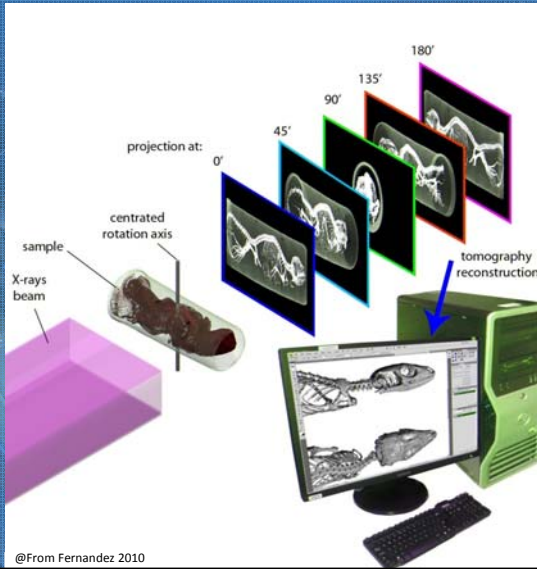 180'
135'
90'
45'
projection at:
0'
centrated
rotation axis
sample
X-rays
beam
tomography
reconstruction
@From Fernandez 2010